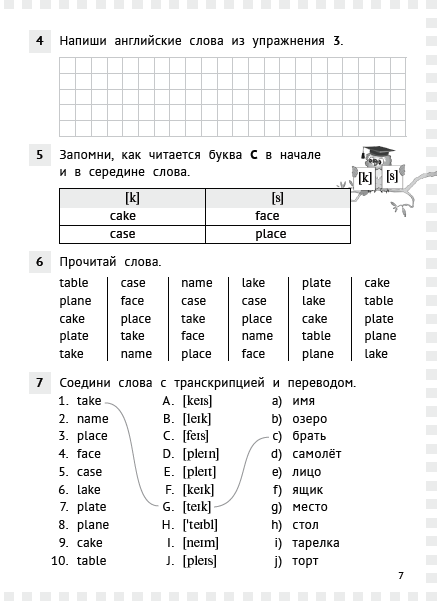 4 Напиши английские слова из упражнения 3.
5 Запомни, как читается буква С в начале
и в середине слова.
[k] [s]
[k] [s]
cake face
case place
6 Прочитай слова.
table case name lake plate cake
plane face case case lake table
cake place take place cake plate
plate take face name table plane
take name place face plane lake
7 Соедини слова с транскрипцией и переводом.
1. take A. [keɪs] a) имя
2. name B. [leɪk] b) озеро
3. place C. [feɪs] c) брать
4. face D. [pleɪn] d) самолёт
5. case E. [pleɪt] e) лицо
6. lake F. [keɪk] f) ящик
7. plate G. [teɪk] g) место
8. plane H. ['teɪbl] h) стол
9. cake I. [neɪm] i) тарелка
10. table J. [pleɪs] j) торт
7